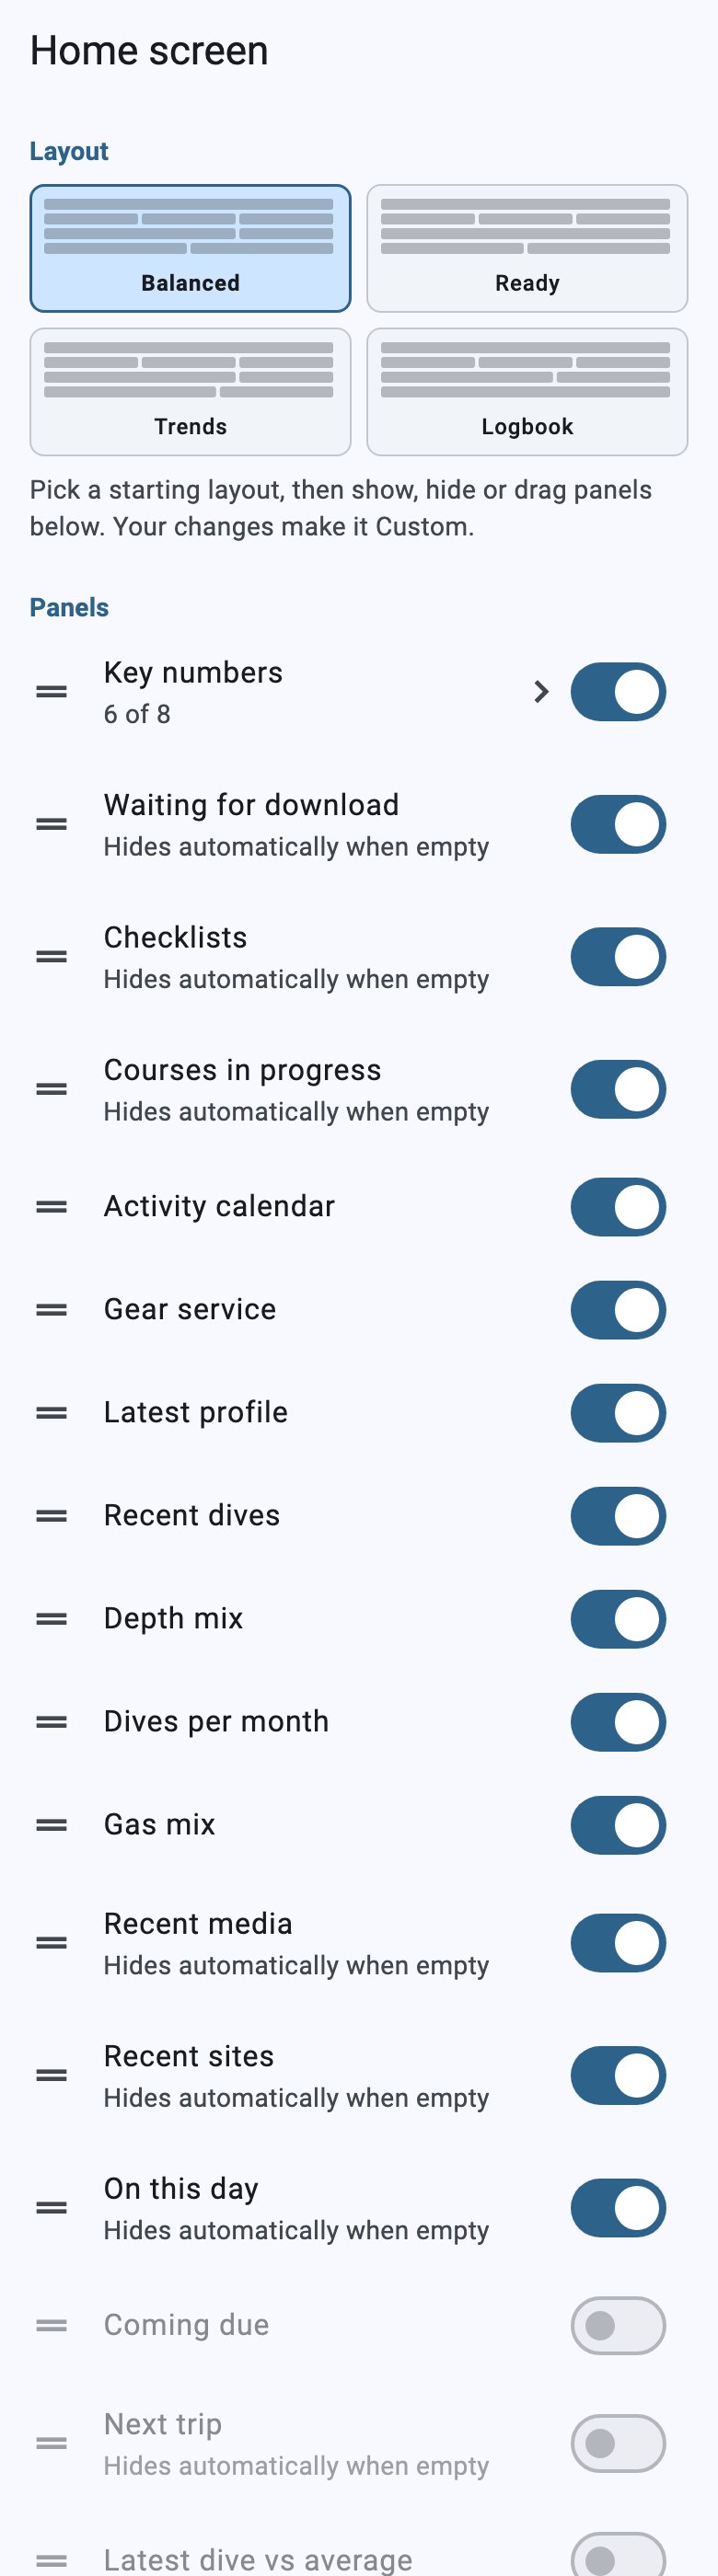 Home screen
Layout
Balanced
Ready
Trends
Logbook
Pick a starting layout, then show, hide or drag panels
below. Your changes make it Custom.
Panels
Key numbers
6 of 8
Waiting for download
Hides automatically when empty
Checklists
Hides automatically when empty
Courses in progress
Hides automatically when empty
Activity calendar
Gear service
Latest profile
Recent dives
Depth mix
Dives per month
Gas mix
Recent media
Hides automatically when empty
Recent sites
Hides automatically when empty
On this day
Hides automatically when empty
Coming due
Next trip
Hides automatically when empty
Latest dive vs average